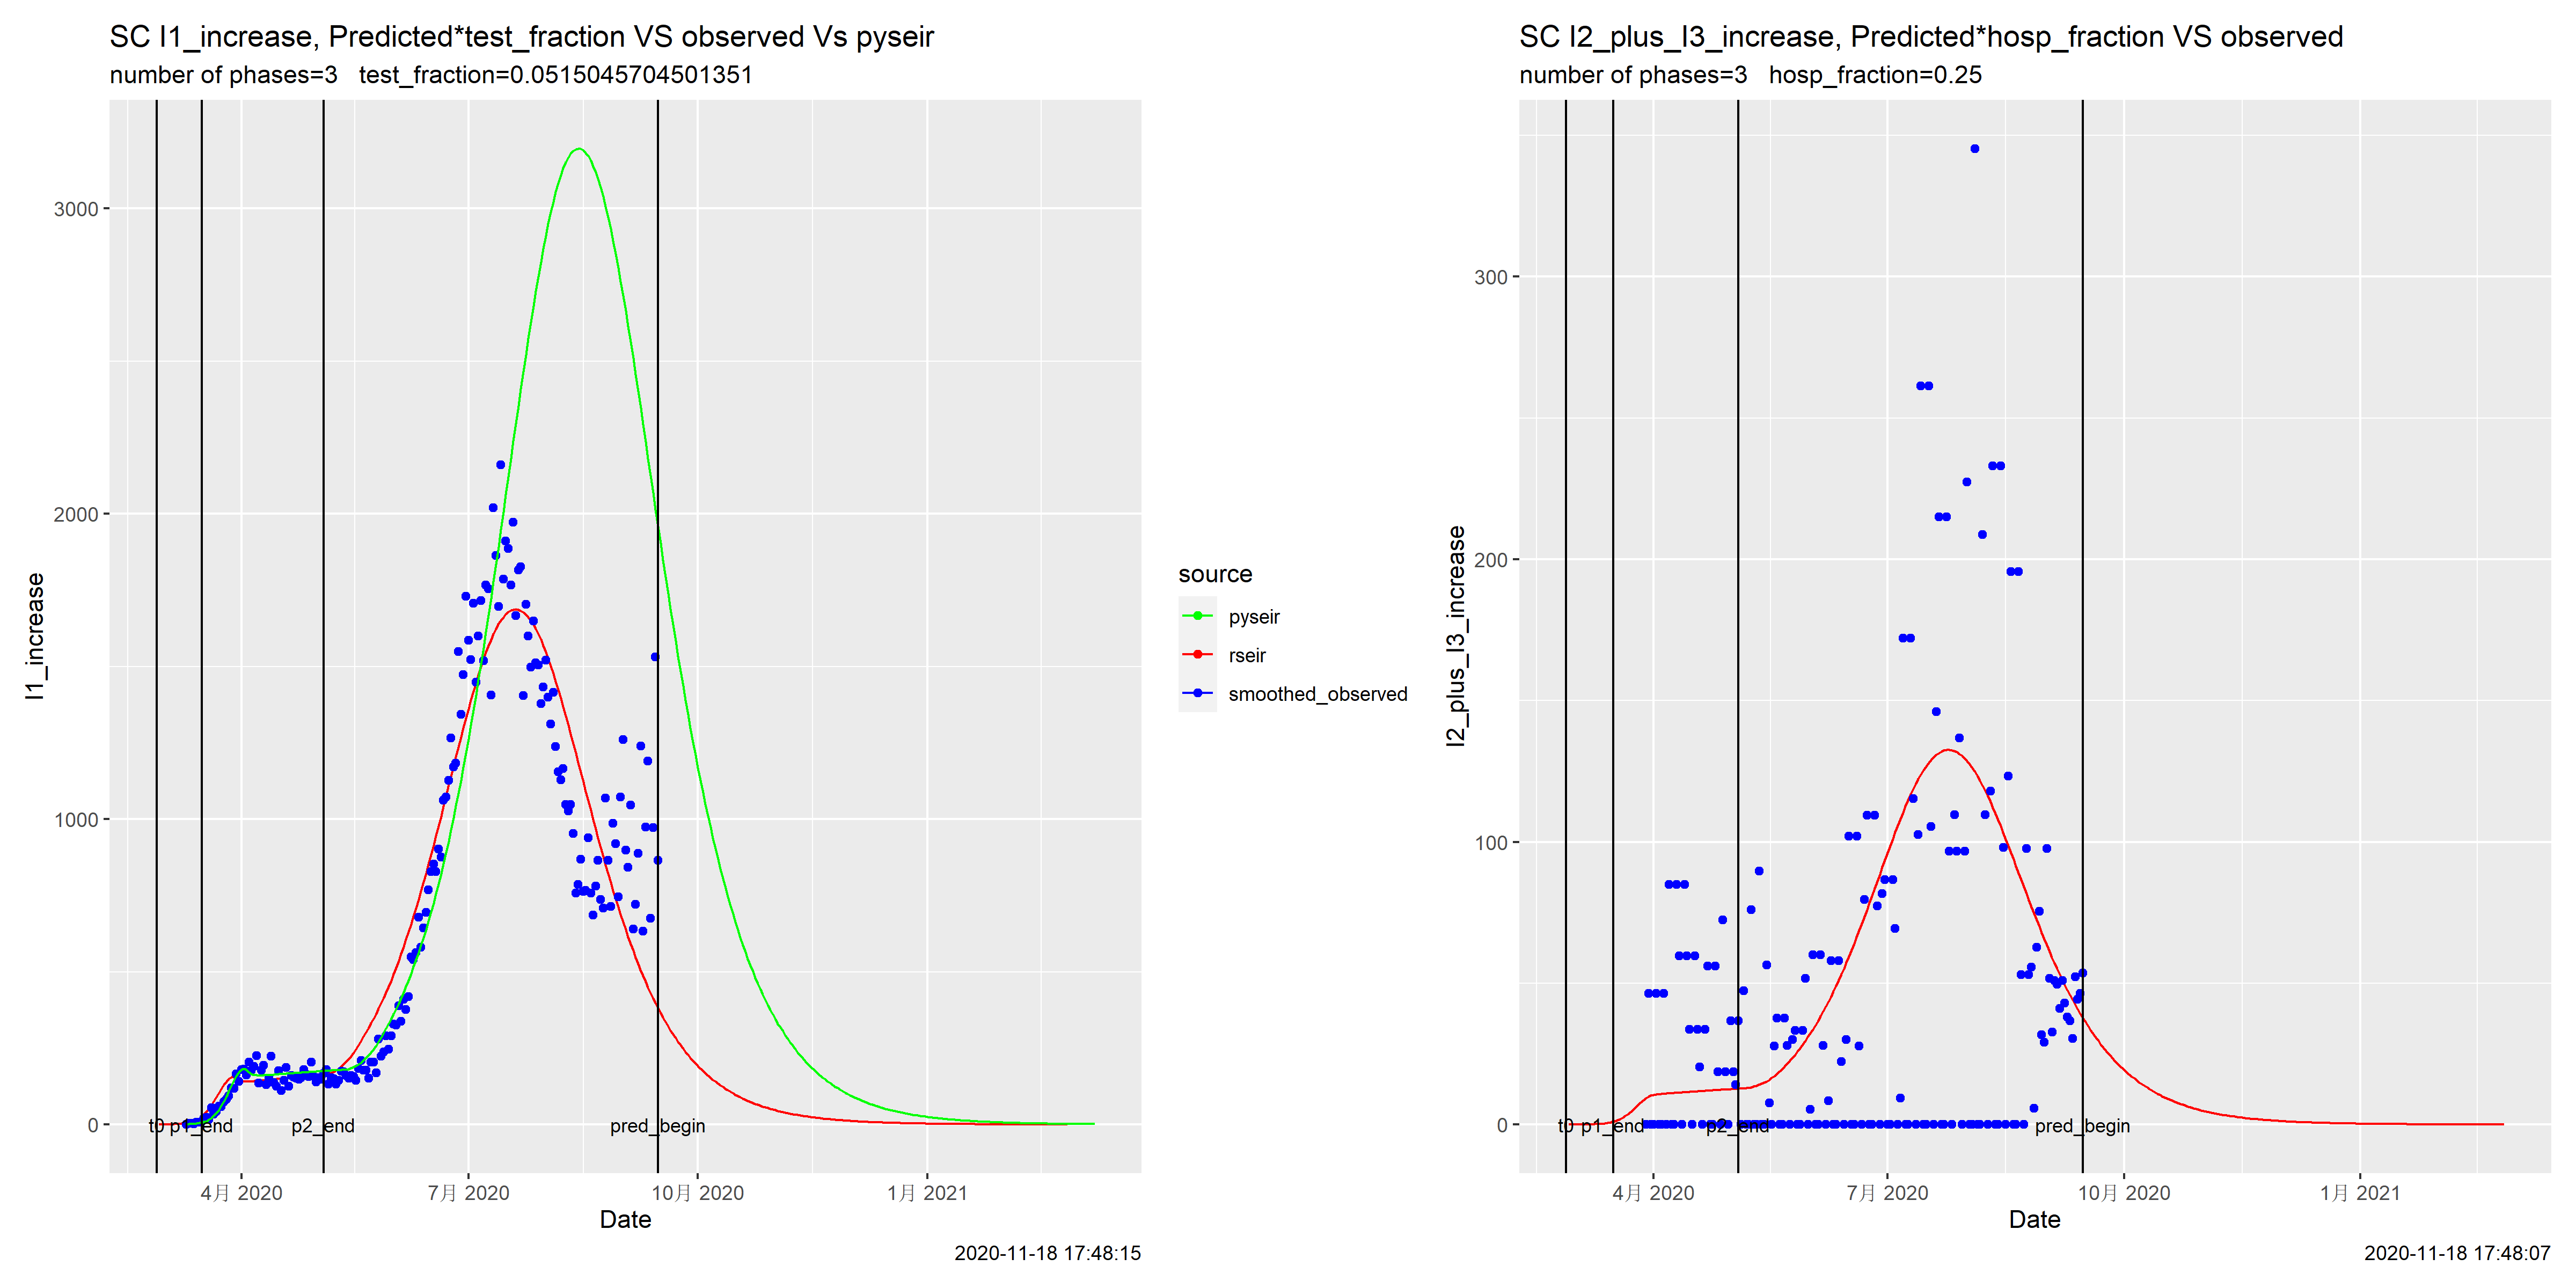 SC I1_increase, Predicted*test_fraction VS observed Vs pyseir
number of phases=3   test_fraction=0.0515045704501351
I1_increase
3000
2000
1000
0
t0 p1_end p2_end pred_begin
4月 2020 7月 2020 10月 2020 1月 2021
Date
2020-11-18 17:48:15
source
pyseir
rseir
smoothed_observed
SC I2_plus_I3_increase, Predicted*hosp_fraction VS observed
number of phases=3   hosp_fraction=0.25
I2_plus_I3_increase
300
200
100
0
t0 p1_end p2_end pred_begin
4月 2020 7月 2020 10月 2020 1月 2021
Date
2020-11-18 17:48:07